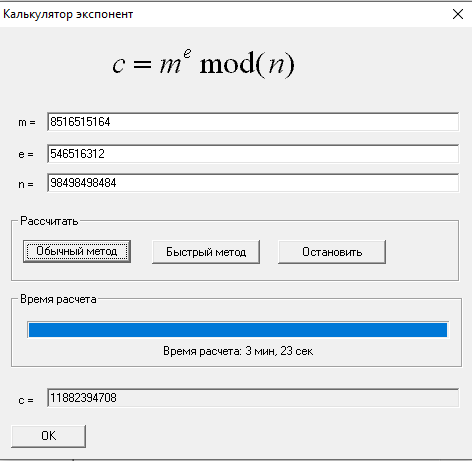 Калькулятор экспонент
c = m^e mod(n)
m = 8516515164
e = 546516312
n = 98498498484
Рассчитать
Обычный метод Быстрый метод Остановить
Время расчета
Время расчета: 3 мин, 23 сек
c = 11882394708
OK